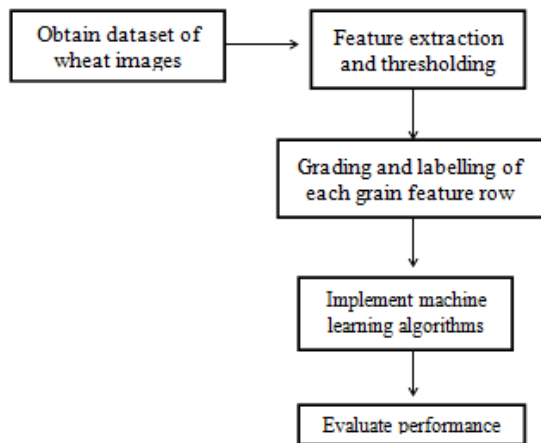 Obtain dataset of
wheat images
Feature extraction
and thresholding
Grading and labelling of
each grain feature row
Implement machine
learning algorithms
Evaluate performance